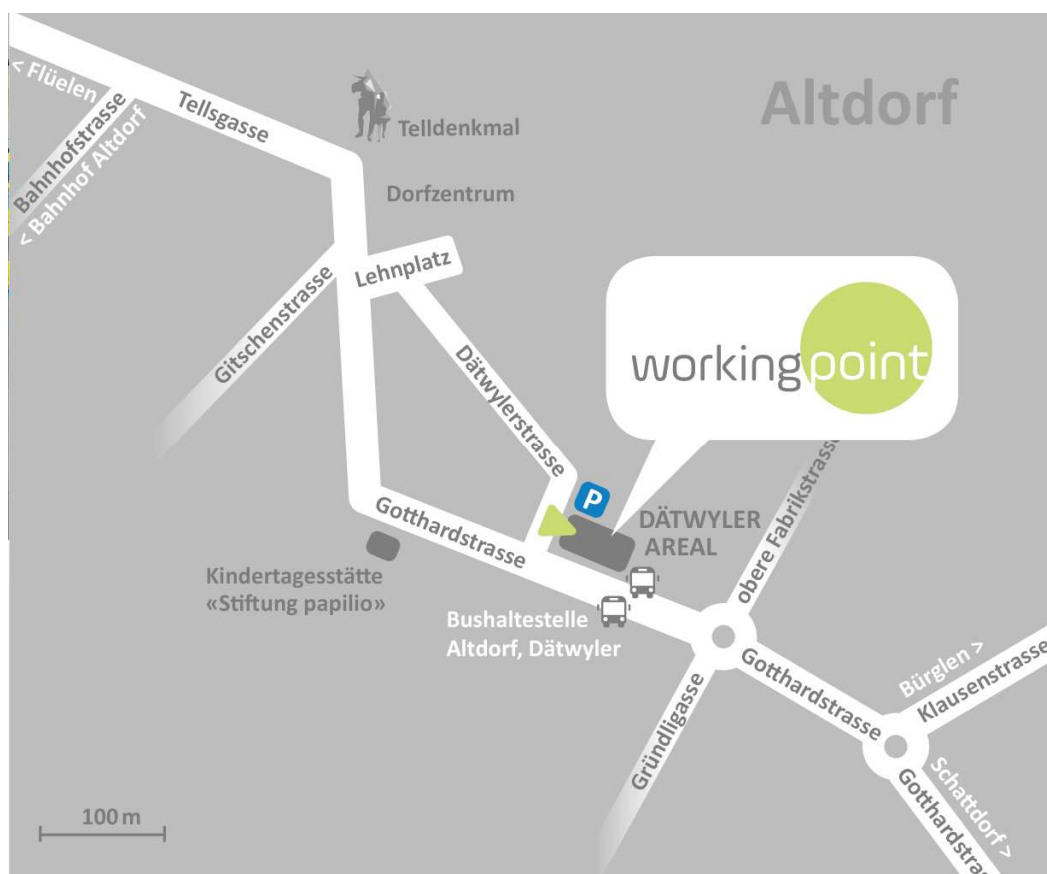 Altdorf
< Flüelen
Tellsgasse
Telldenkmal
Bahnhofstrasse
< Bahnhof Altdorf
Dorfzentrum
Lehnplatz
Gitschenstrasse
Dätwylerstrasse
workingpoint
P
DÄTWYLER
AREAL
obere Fabrikstrasse
Gotthardstrasse
Kindertagesstätte
«Stiftung papilio»
Bushaltestelle
Altdorf, Dätwyler
Gotthardstrasse
Bürglen >
Klausenstrasse
Gründligasse
Schattdorf >
Gotthardstras
100 m